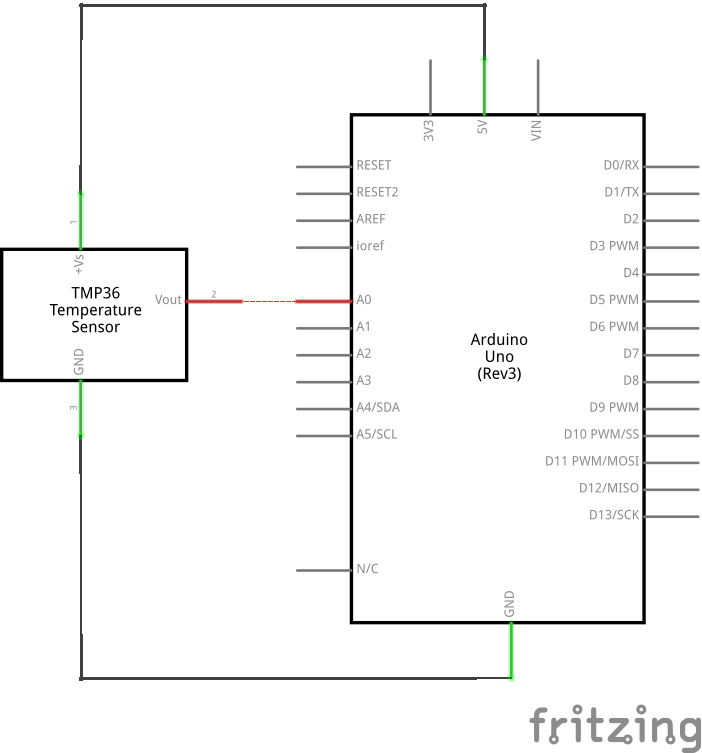 3V3
5V
VIN
RESET
RESET2
AREF
ioref
A0
A1
A2
A3
A4/SDA
A5/SCL
N/C
D0/RX
D1/TX
D2
D3 PWM
D4
D5 PWM
D6 PWM
D7
D8
D9 PWM
D10 PWM/SS
D11 PWM/MOSI
D12/MISO
D13/SCK
Arduino
Uno
(Rev3)
GND
1
+Vs
TMP36
Temperature
Sensor
Vout
2
GND
3
fritzing